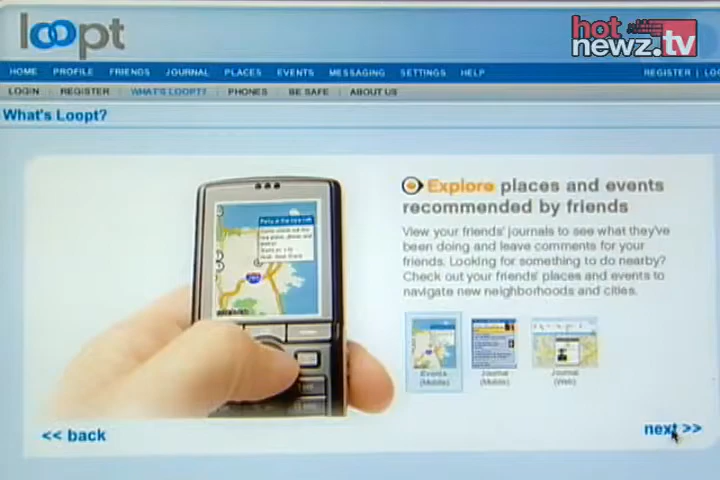 loopt
hot
newz.tv
HOME PROFILE FRIENDS JOURNAL PLACES EVENTS MESSAGING SETTINGS HELP
REGISTER | LO
LOGIN | REGISTER | WHAT'S LOOPT? | PHONES | BE SAFE | ABOUT US
What's Loopt?
Explore places and events
recommended by friends
View your friends' journals to see what they've
been doing and leave comments for your
friends. Looking for something to do nearby?
Check out your friends' places and events to
navigate new neighborhoods and cities.
Events
(Mobile)
Journal
(Mobile)
Journal
(Web)
<< back
next >>